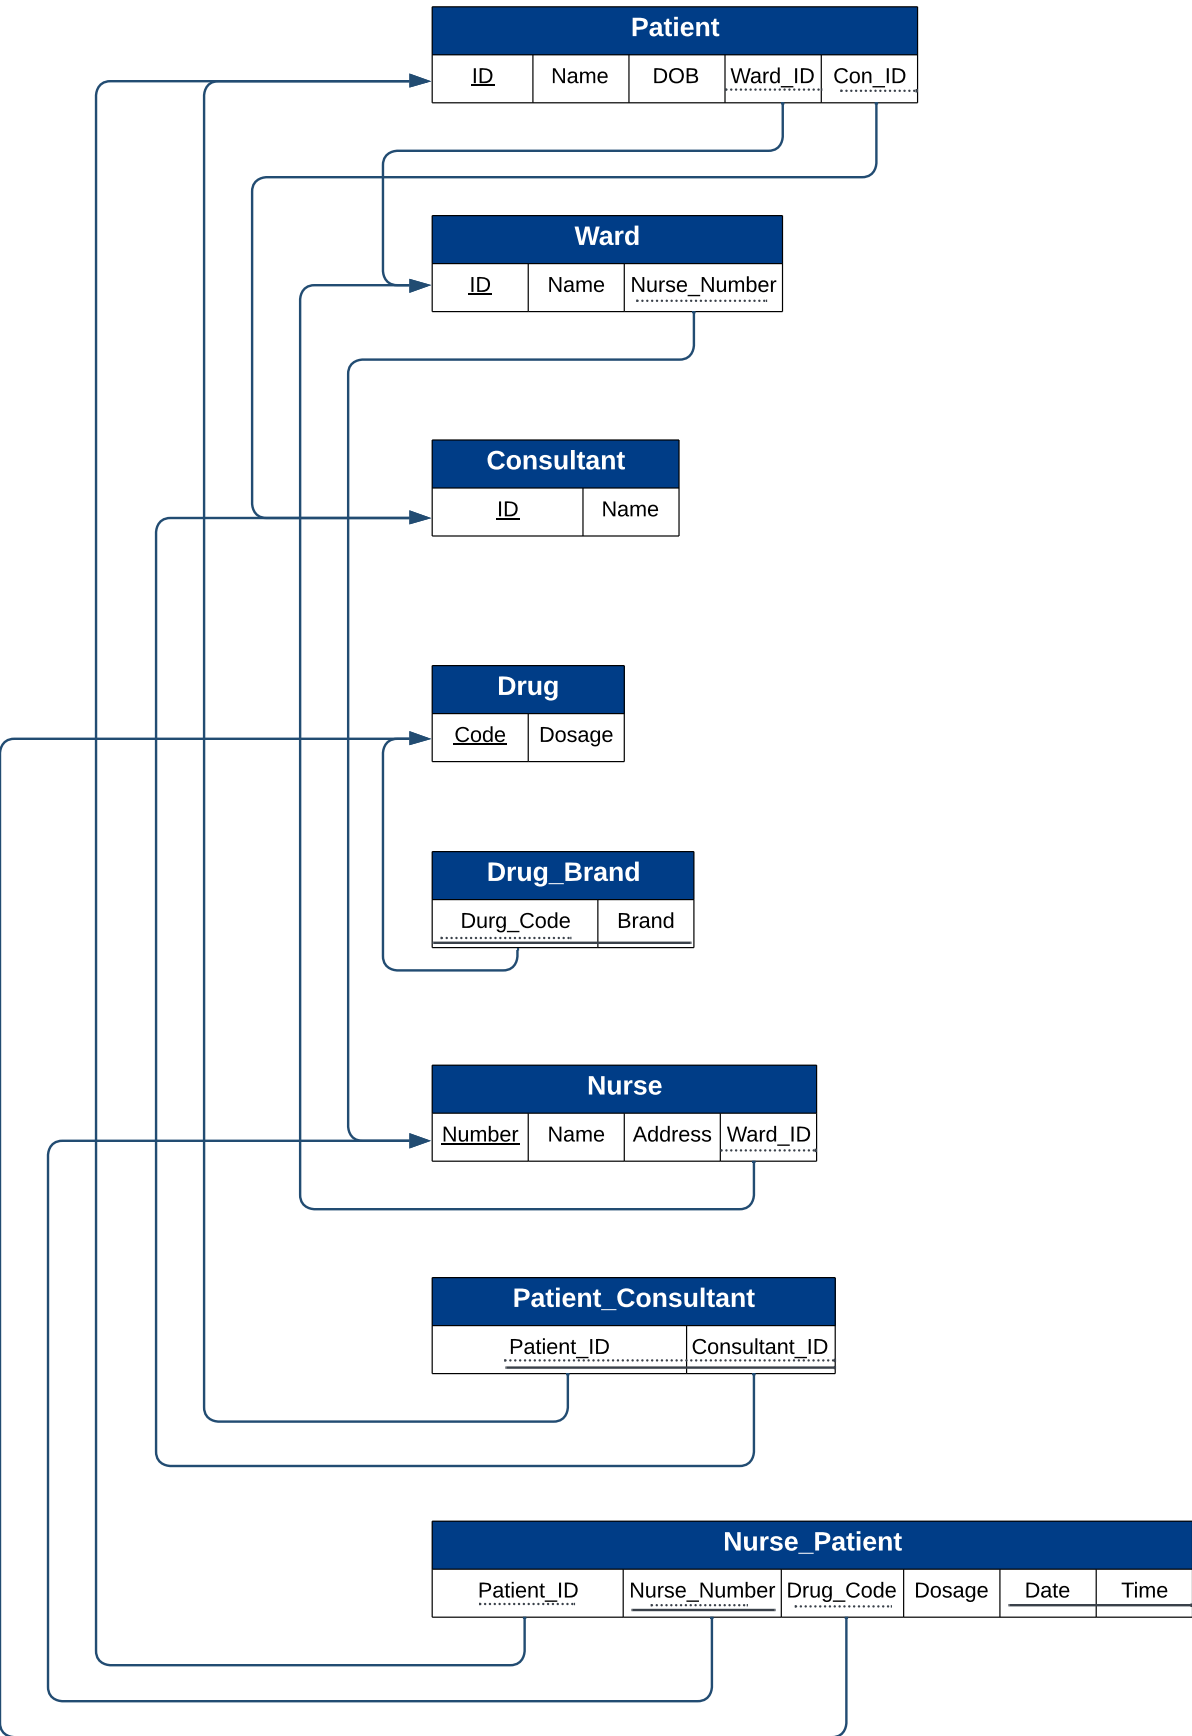 Patient
ID Name DOB Ward_ID Con_ID
Ward
ID Name Nurse_Number
Consultant
ID Name
Drug
Code Dosage
Drug_Brand
Durg_Code Brand
Nurse
Number Name Address Ward_ID
Patient_Consultant
Patient_ID Consultant_ID
Nurse_Patient
Patient_ID Nurse_Number Drug_Code Dosage Date Time